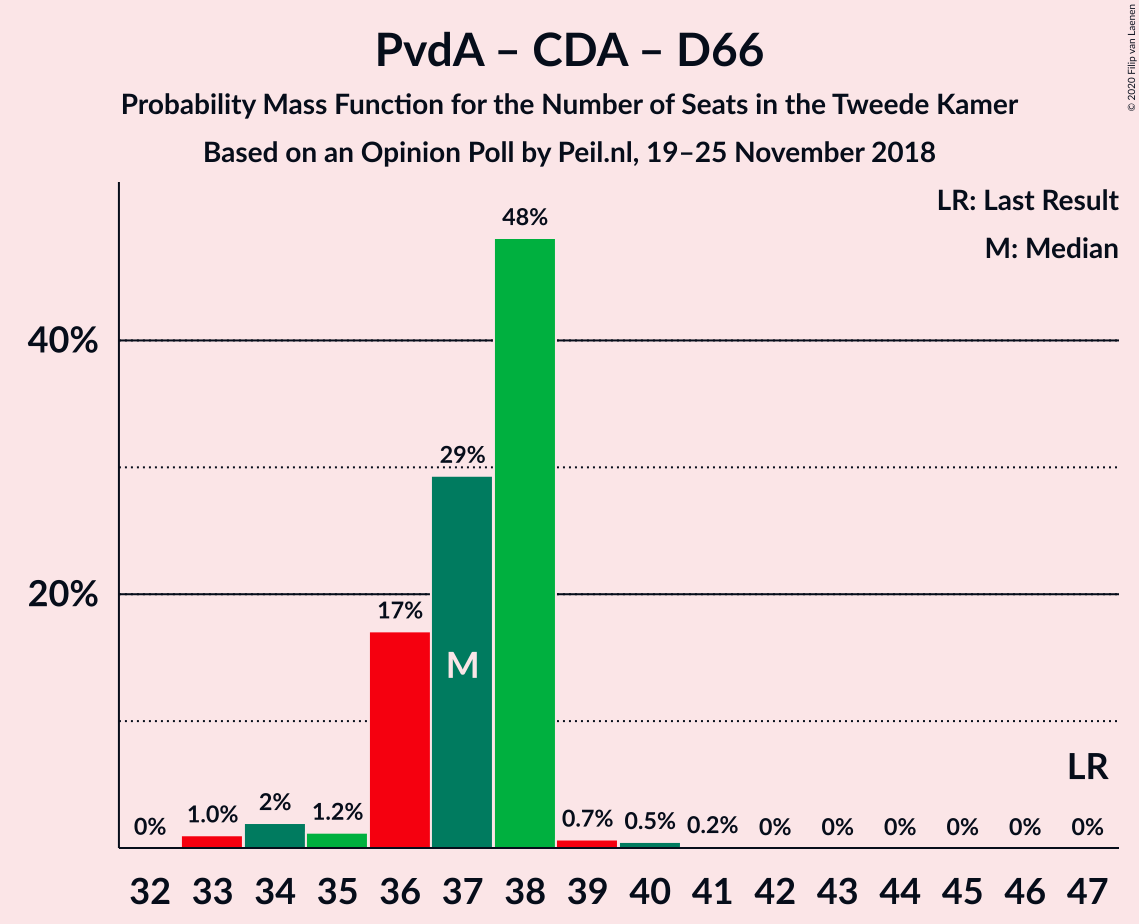 PvdA – CDA – D66
Probability Mass Function for the Number of Seats in the Tweede Kamer
Based on an Opinion Poll by Peil.nl, 19–25 November 2018
© 2020 Filip van Laenen
LR: Last Result
M: Median
48%
40%
29%
20%
17%
M
LR
0% 1.0% 2% 1.2% 0.7% 0.5% 0.2% 0% 0% 0% 0% 0% 0%
32 33 34 35 36 37 38 39 40 41 42 43 44 45 46 47